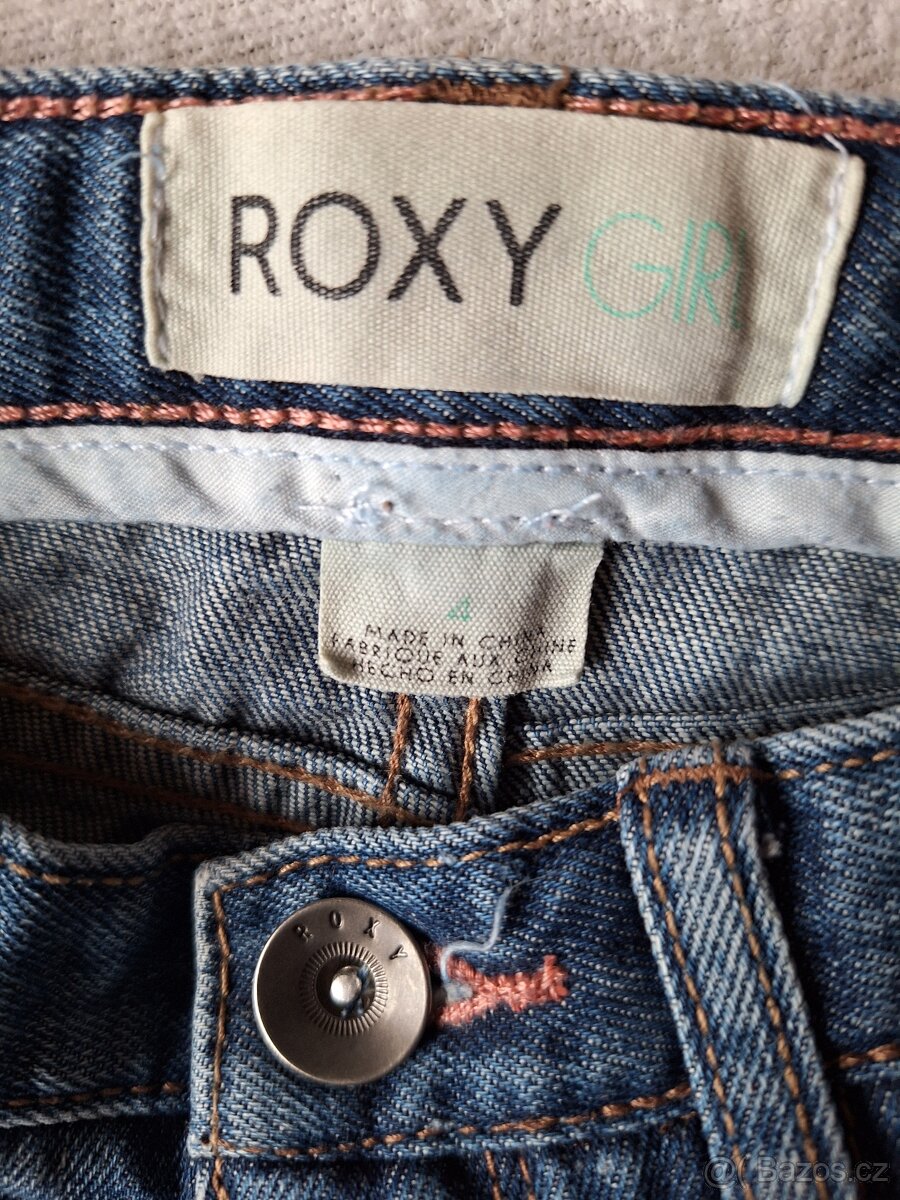 ROXY GIRL
4
MADE IN CHINA
FABRIQUE AUX CHINE
HECHO EN CHINA
ROXY
Bazos.cz